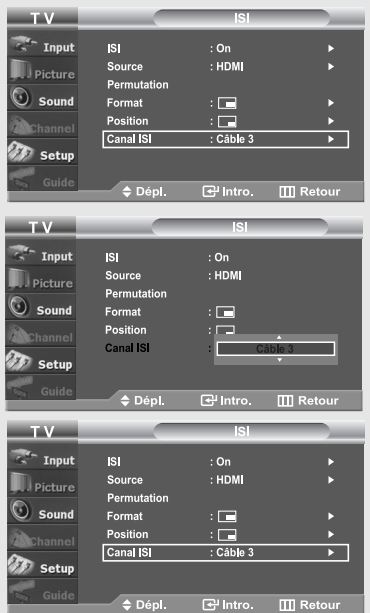 TV ISI
Input
Picture
Sound
Channel
Setup
Guide
ISI : On
Source : HDMI
Permutation
Format :
Position :
Canal ISI : Câble 3
Dépl. Intro. Retour
TV ISI
Input
Picture
Sound
Channel
Setup
Guide
ISI : On
Source : HDMI
Permutation
Format :
Position :
Canal ISI : Câble 3
Dépl. Intro. Retour
TV ISI
Input
Picture
Sound
Channel
Setup
Guide
ISI : On
Source : HDMI
Permutation
Format :
Position :
Canal ISI : Câble 3
Dépl. Intro. Retour